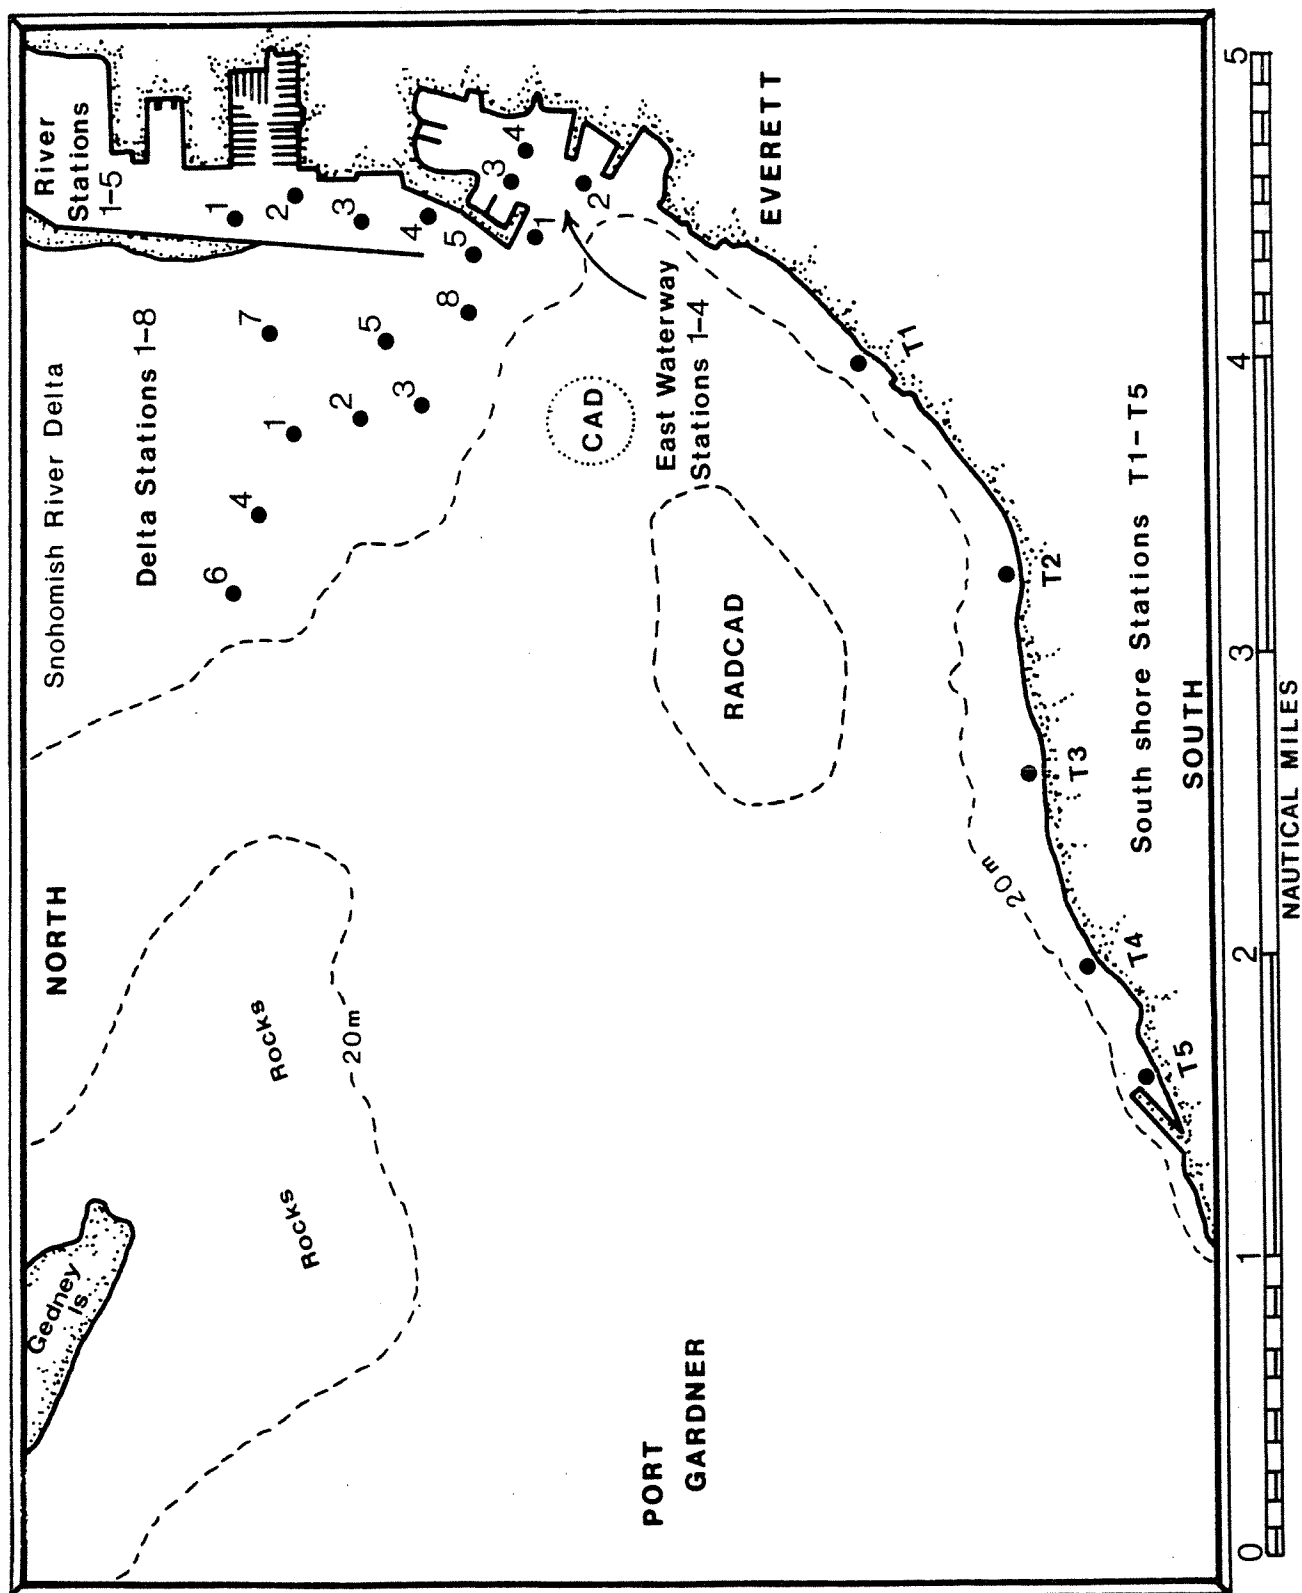 NORTH
Snohomish River Delta
River
Stations
1-5
Gedney
Is.
Delta Stations 1-8
Rocks
Rocks
20m
6
4
1
7
2
5
3
8
1
2
3
4
5
1
3
4
2
CAD
East Waterway
Stations 1-4
RADCAD
EVERETT
PORT
GARDNER
T1
T2
T3
20m
T4
T5
South shore Stations T1-T5
SOUTH
0
1
2
3
4
5
NAUTICAL MILES